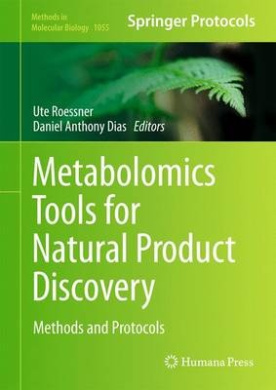 Methods in
Molecular Biology 1055
Springer Protocols
Ute Roessner
Daniel Anthony Dias Editors
Metabolomics
Tools for
Natural Product
Discovery
Methods and Protocols
Humana Press